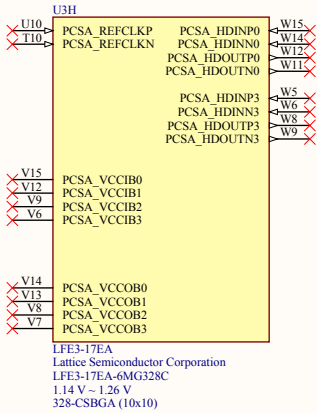 U3H
U10 PCSA_REFCLKP PCSA_HDINP0 W15
T10 PCSA_REFCLKN PCSA_HDINN0 W14
PCSA_HDOUTP0 W12
PCSA_HDOUTN0 W11
PCSA_HDINP3 W5
PCSA_HDINN3 W6
PCSA_HDOUTP3 W8
PCSA_HDOUTN3 W9
V15 PCSA_VCCIB0
V12 PCSA_VCCIB1
V9 PCSA_VCCIB2
V6 PCSA_VCCIB3
V14 PCSA_VCCOB0
V13 PCSA_VCCOB1
V8 PCSA_VCCOB2
V7 PCSA_VCCOB3
LFE3-17EA
Lattice Semiconductor Corporation
LFE3-17EA-6MG328C
1.14 V ~ 1.26 V
328-CSBGA (10x10)